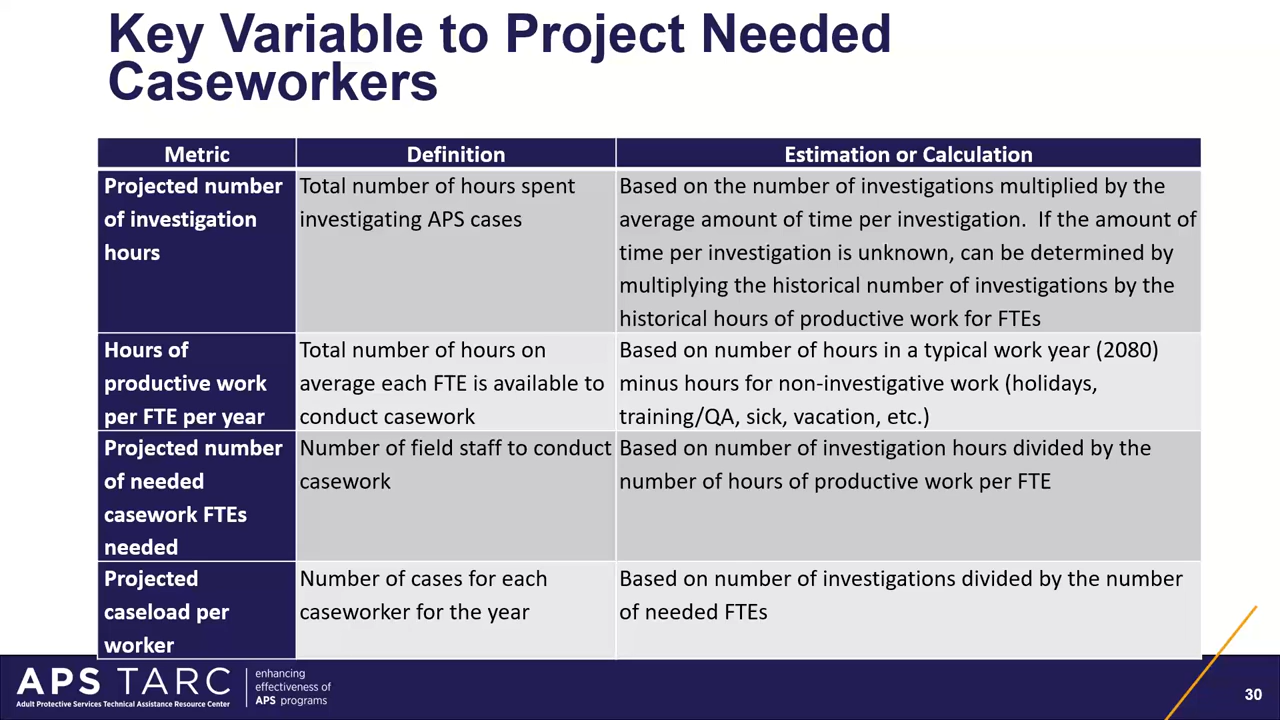 Key Variable to Project Needed
Caseworkers
Metric
Definition
Estimation or Calculation
Projected number
of investigation
hours
Total number of hours spent
investigating APS cases
Based on the number of investigations multiplied by the
average amount of time per investigation.  If the amount of
time per investigation is unknown, can be determined by
multiplying the historical number of investigations by the
historical hours of productive work for FTEs
Hours of
productive work
per FTE per year
Total number of hours on
average each FTE is available to
conduct casework
Based on number of hours in a typical work year (2080)
minus hours for non-investigative work (holidays,
training/QA, sick, vacation, etc.)
Projected number
of needed
casework FTEs
needed
Number of field staff to conduct
casework
Based on number of investigation hours divided by the
number of hours of productive work per FTE
Projected
caseload per
worker
Number of cases for each
caseworker for the year
Based on number of investigations divided by the number
of needed FTEs
APS TARC
Adult Protective Services Technical Assistance Resource Center
enhancing
effectiveness of
APS programs
30